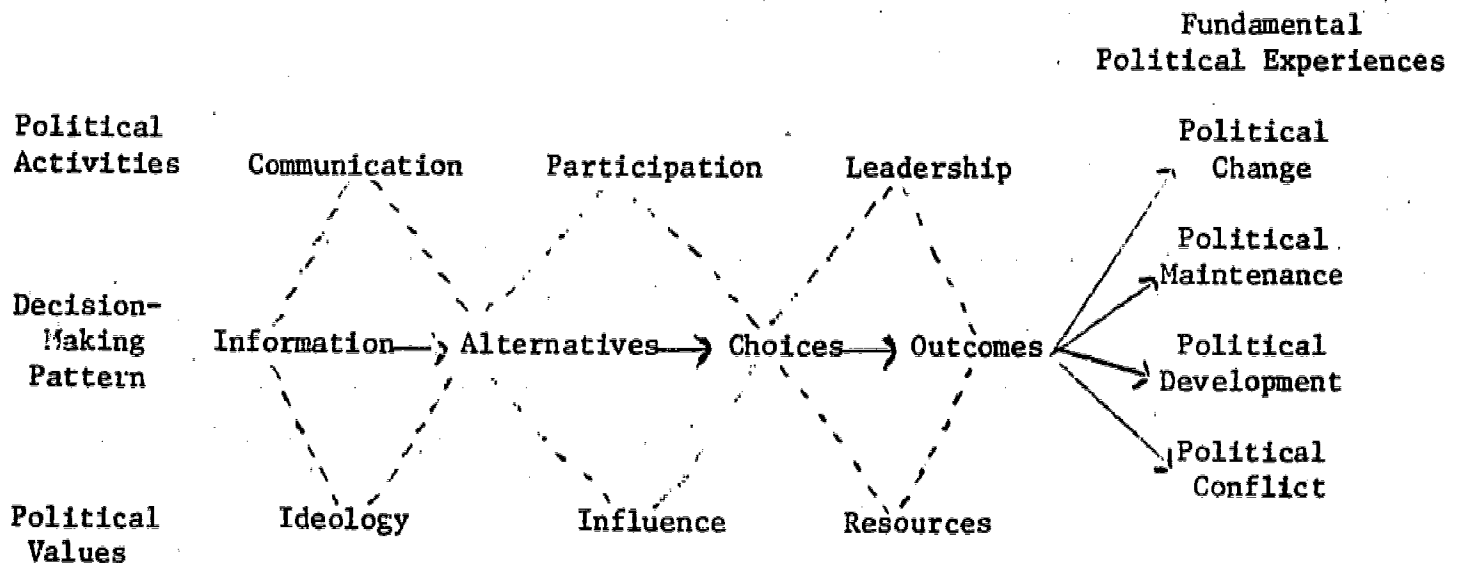 Fundamental
Political Experiences
Political
Activities
Communication
Participation
Leadership
Political
Change
Political
Maintenance
Decision-
Making
Pattern
Information
Alternatives
Choices
Outcomes
Political
Development
Political
Conflict
Political
Values
Ideology
Influence
Resources